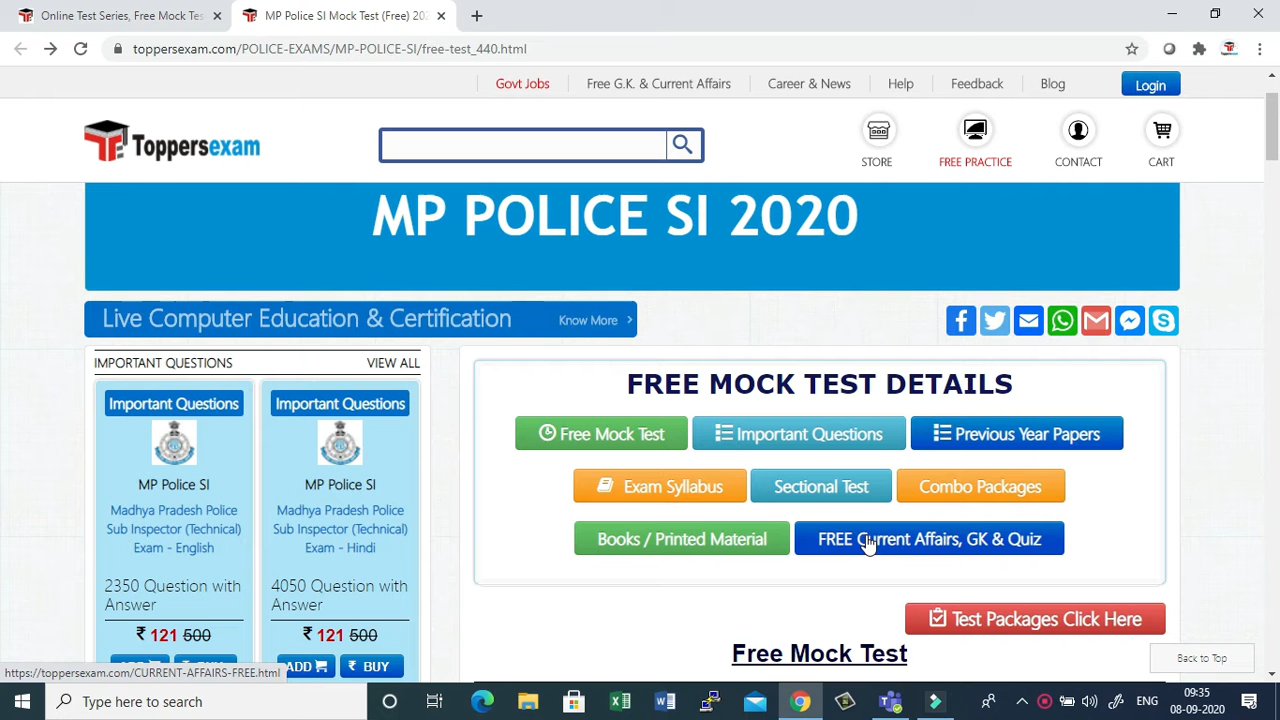 Online Test Series, Free Mock Tes
MP Police SI Mock Test (Free) 202
toppersexam.com/POLICE-EXAMS/MP-POLICE-SI/free-test_440.html
Govt Jobs
Free G.K. & Current Affairs
Career & News
Help
Feedback
Blog
Login
Toppersexam
STORE
FREE PRACTICE
CONTACT
CART
MP POLICE SI 2020
Live Computer Education & Certification
Know More
IMPORTANT QUESTIONS
VIEW ALL
Important Questions
MP Police SI
Madhya Pradesh Police
Sub Inspector (Technical)
Exam - English
2350 Question with
Answer
₹ 121 500
Important Questions
MP Police SI
Madhya Pradesh Police
Sub Inspector (Technical)
Exam - Hindi
4050 Question with
Answer
₹ 121 500
ADD
₹ BUY
FREE MOCK TEST DETAILS
Free Mock Test
Important Questions
Previous Year Papers
Exam Syllabus
Sectional Test
Combo Packages
Books / Printed Material
FREE Current Affairs, GK & Quiz
Test Packages Click Here
Free Mock Test
Back to Top
https://toppersexam.com/CURRENT-AFFAIRS-FREE.html
Type here to search
ENG
09:35
08-09-2020